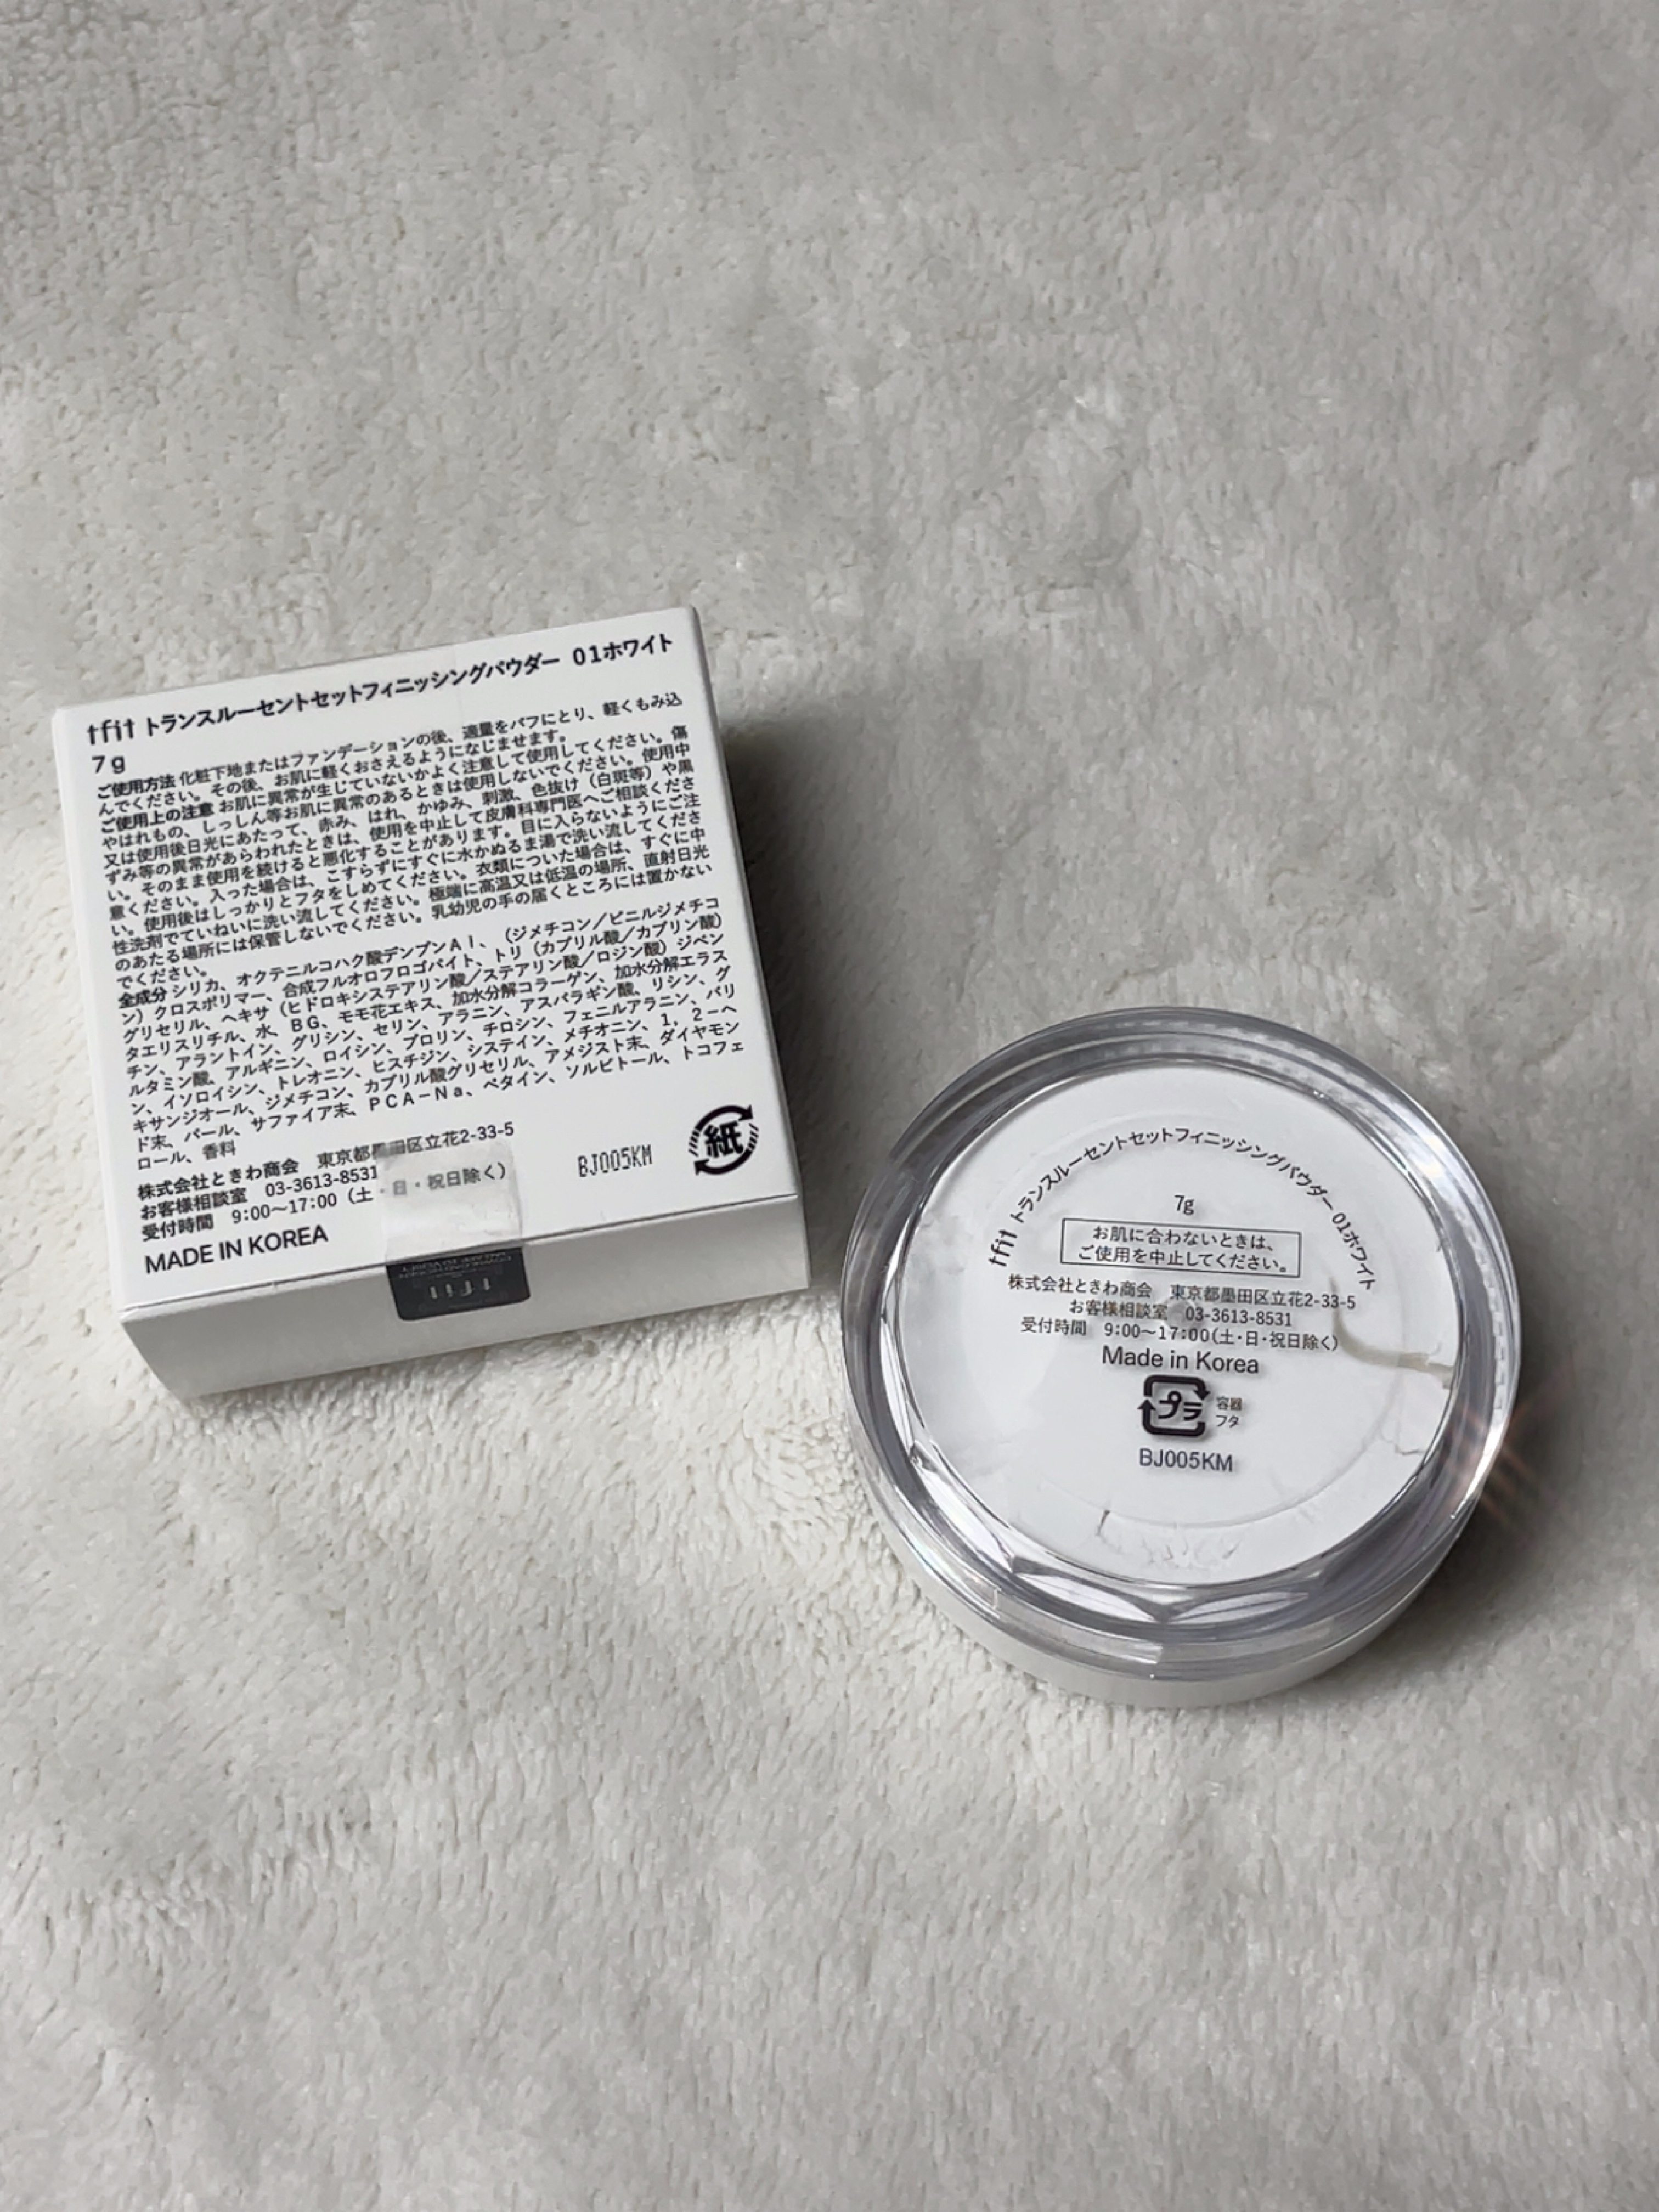 tfit トランスルーセントセットフィニッシングパウダー 01ホワイト
7g
ご使用方法 化粧下地またはファンデーションの後、適量をパフにとり、軽くもみ込
んでください。その後、お肌に軽くおさえるようになじませます。
ご使用上の注意 お肌に異常が生じていないかよく注意して使用してください。傷
やはれもの、しっしん等お肌に異常のあるときは使用しないでください。使用中
又は使用後日光にあたって、赤み、はれ、かゆみ、刺激、色抜け（白斑等）や黒
ずみ等の異常があらわれたときは、使用を中止して皮膚科専門医へご相談くださ
い。そのまま使用を続けると悪化することがあります。目に入らないようにご注
意ください。入った場合は、こすらずにすぐに水かぬるま湯で洗い流してくださ
い。使用後はしっかりとフタをしめてください。衣類についた場合は、すぐに中
性洗剤でていねいに洗い流してください。極端に高温又は低温の場所、直射日光
のあたる場所には保管しないでください。乳幼児の手の届くところには置かない
でください。
全成分 シリカ、オクテニルコハク酸デンプンＡｌ、（ジメチコン／ビニルジメチコ
ン）クロスポリマー、合成フルオロフロゴパイト、トリ（カプリル酸／カプリン酸）
グリセリル、ヘキサ（ヒドロキシステアリン酸／ステアリン酸／ロジン酸）ジペン
タエリスリチル、水、ＢＧ、モモ花エキス、加水分解コラーゲン、加水分解エラス
チン、アラントイン、グリシン、セリン、アラニン、アスパラギン酸、リシン、グ
ルタミン酸、アルギニン、ロイシン、プロリン、チロシン、フェニルアラニン、バリ
ン、イソロイシン、トレオニン、ヒスチジン、システイン、メチオニン、１，２－ヘ
キサンジオール、ジメチコン、カプリル酸グリセリル、アメジスト末、ダイヤモン
ド末、パール、サファイア末、ＰＣＡ－Ｎａ、ベタイン、ソルビトール、トコフェ
ロール、香料
株式会社ときわ商会 東京都墨田区立花2-33-5
お客様相談室 03-3613-8531
受付時間 9:00〜17:00（土・日・祝日除く）
MADE IN KOREA
BJ005KM
紙
tfit
tfit トランスルーセントセットフィニッシングパウダー 01ホワイト
7g
お肌に合わないときは、
ご使用を中止してください。
株式会社ときわ商会 東京都墨田区立花2-33-5
お客様相談室 03-3613-8531
受付時間 9:00〜17:00(土・日・祝日除く)
Made in Korea
プラ 容器
フタ
BJ005KM